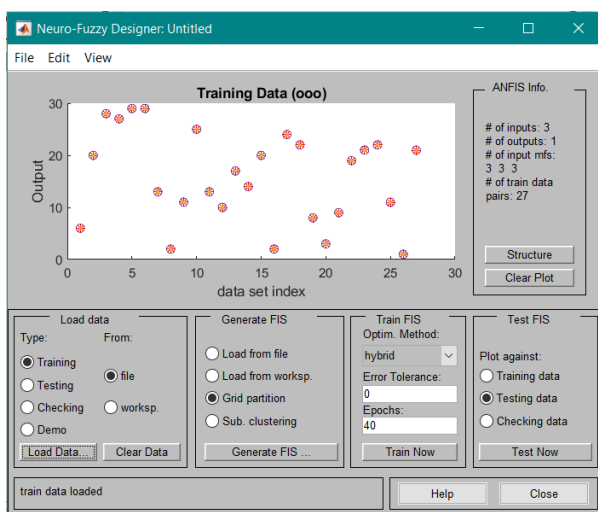 Neuro-Fuzzy Designer: Untitled
File Edit View
Training Data (ooo)
30
20
10
0
Output
0 5 10 15 20 25 30
data set index
ANFIS Info.
# of inputs: 3
# of outputs: 1
# of input mfs:
3 3 3
# of train data
pairs: 27
Structure
Clear Plot
Load data
Type: From:
Training
Testing
Checking
Demo
file
worksp.
Load Data... Clear Data
Generate FIS
Load from file
Load from worksp.
Grid partition
Sub. clustering
Generate FIS ...
Train FIS
Optim. Method:
hybrid
Error Tolerance:
0
Epochs:
40
Train Now
Test FIS
Plot against:
Training data
Testing data
Checking data
Test Now
train data loaded
Help Close